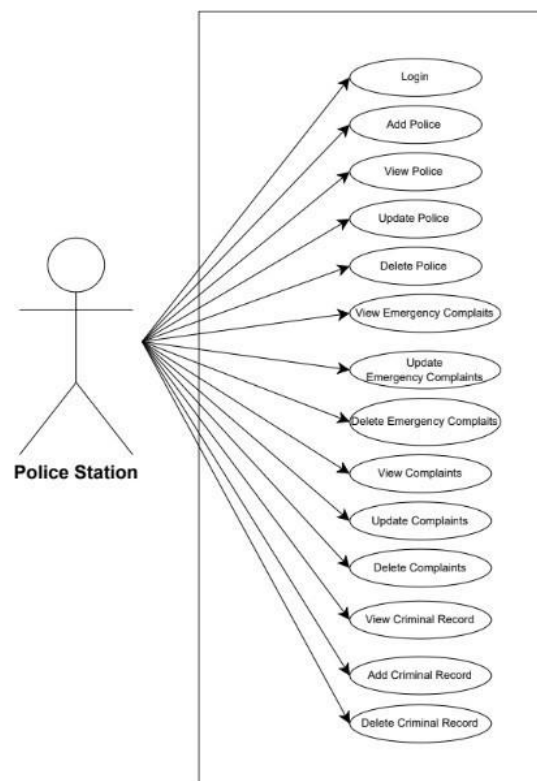 Login
Add Police
View Police
Update Police
Delete Police
View Emergency Complaits
Update
Emergency Complaints
Delete Emergency Complaits
View Complaints
Police Station
Update Complaints
Delete Complaints
View Criminal Record
Add Criminal Record
Delete Criminal Record